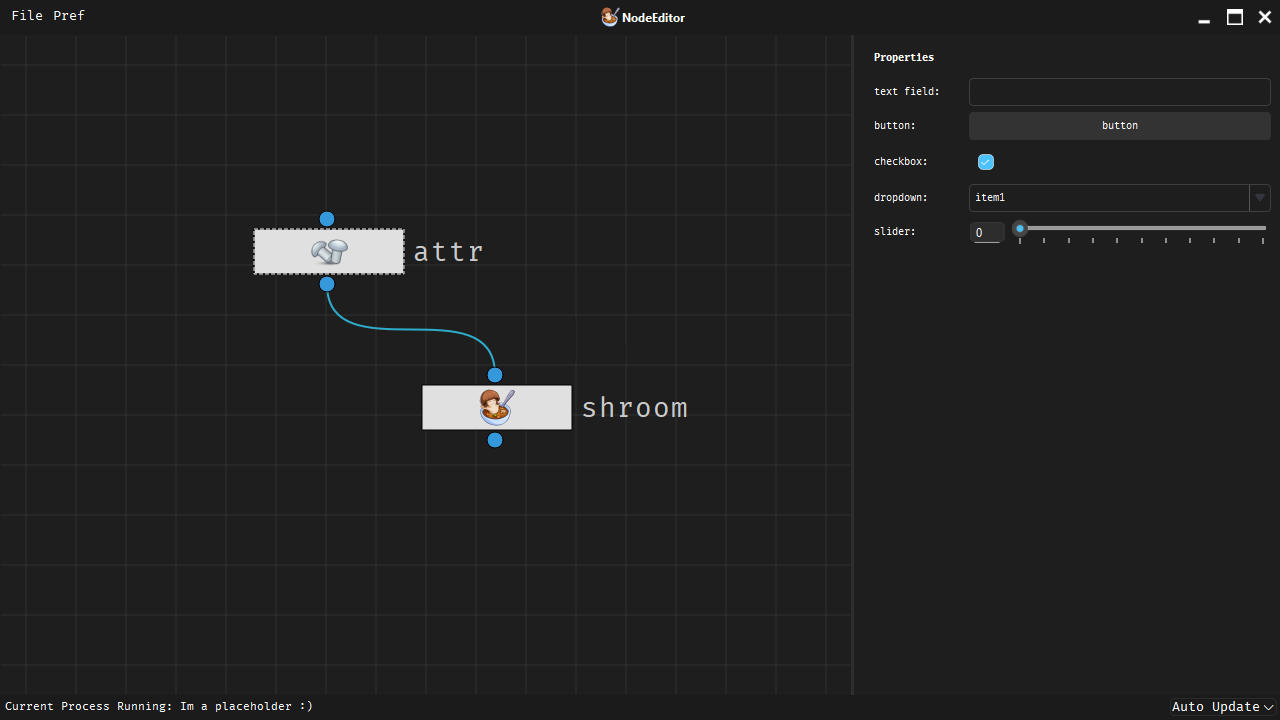 File Pref
NodeEditor
Properties
text field:
button: button
checkbox:
dropdown: item1
slider: 0
attr
shroom
Current Process Running: Im a placeholder :)
Auto Update